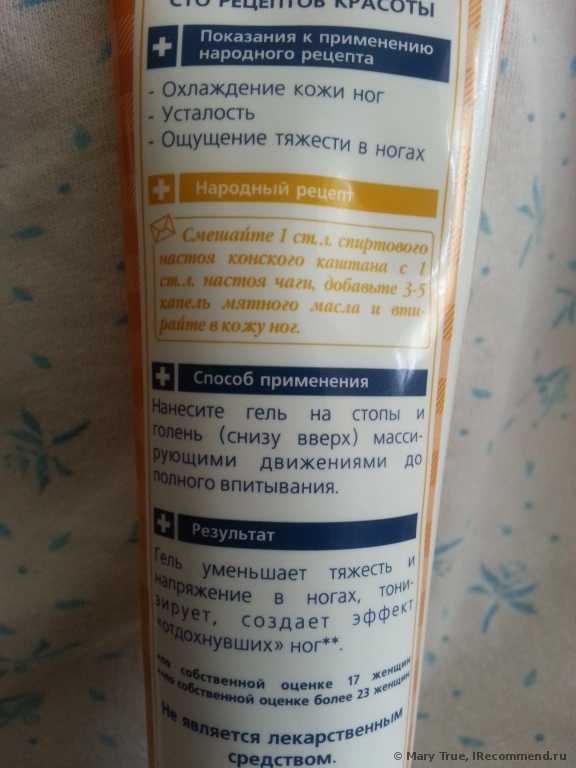 СТО РЕЦЕПТОВ КРАСОТЫ
Показания к применению
народного рецепта
- Охлаждение кожи ног
- Усталость
- Ощущение тяжести в ногах
Народный рецепт
Смешайте 1 ст.л. спиртового
настоя конского каштана с 1
ст.л. настоя чаги, добавьте 3-5
капель мятного масла и вти-
райте в кожу ног.
Способ применения
Нанесите гель на стопы и
голень (снизу вверх) масси-
рующими движениями до
полного впитывания.
Результат
Гель уменьшает тяжесть и
напряжение в ногах, тони-
зирует, создает эффект
«отдохнувших» ног**.
*по собственной оценке 17 женщин
**по собственной оценке более 23 женщин
Не является лекарственным
средством.
© Mary True, IRecommend.ru